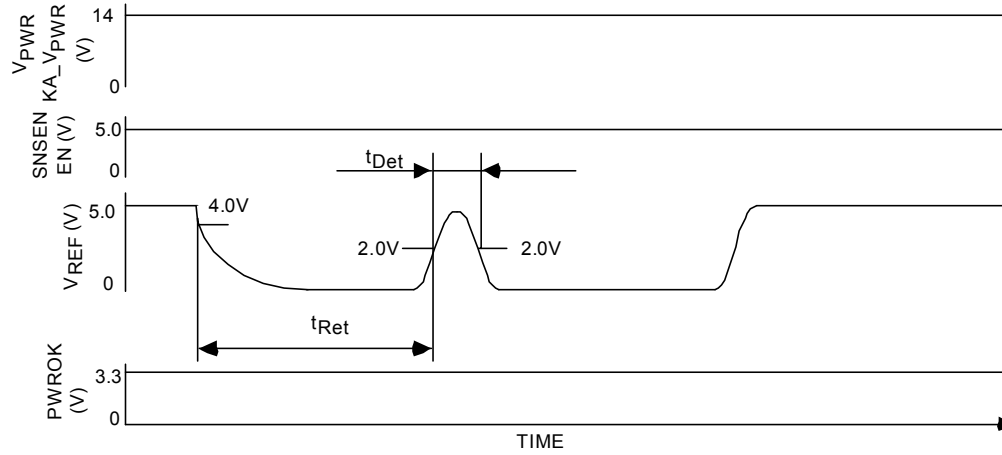 VPWR
KA_VPWR
(V)
14
0
SNSEN
EN (V)
5.0
0
tDet
VREF (V)
5.0
0
4.0V
2.0V
2.0V
tRet
PWROK
(V)
3.3
0
TIME